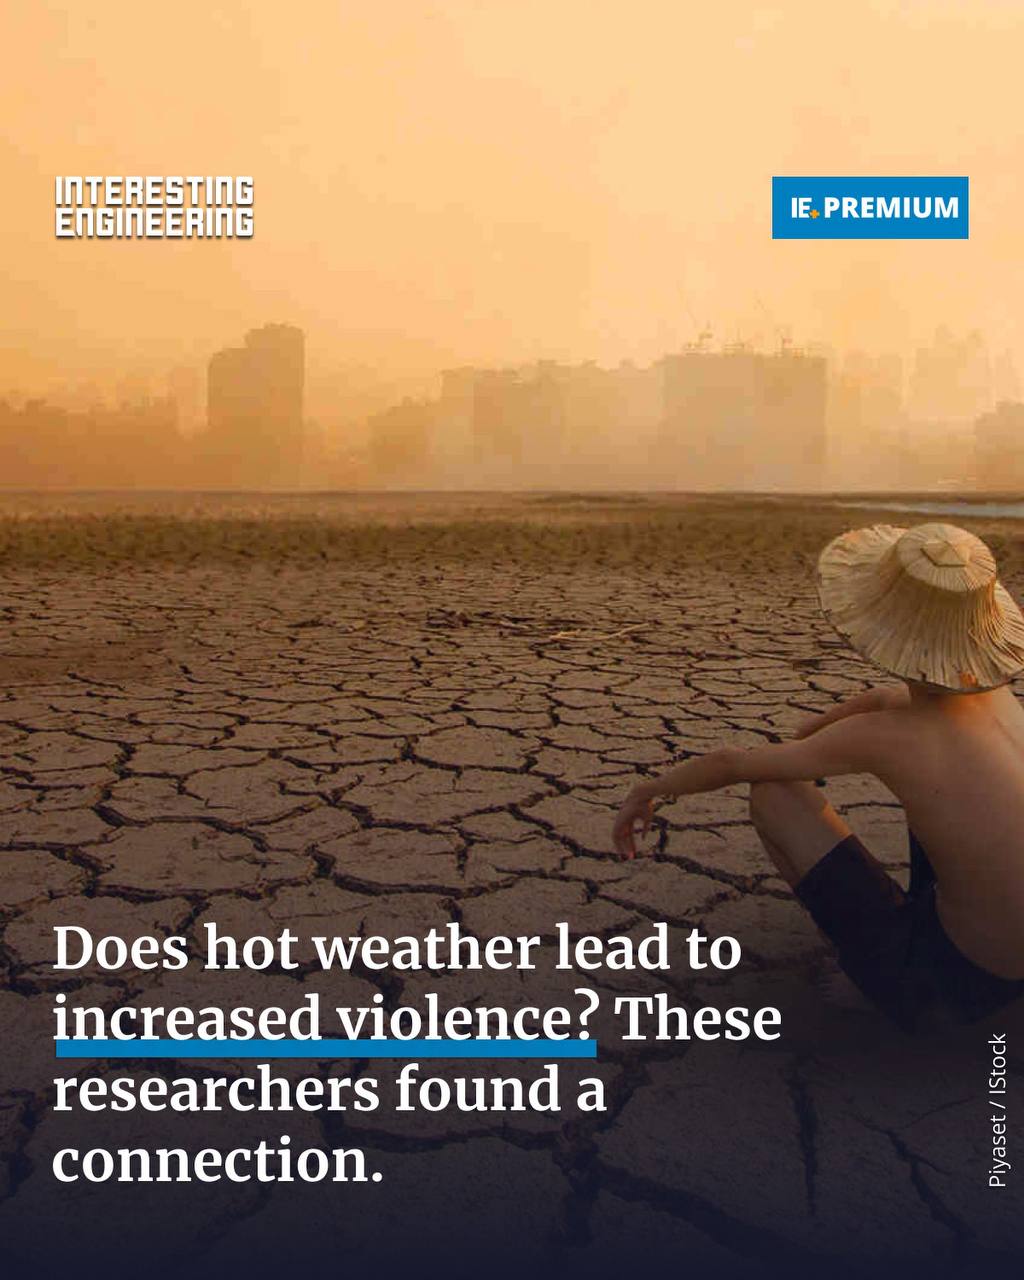 INTERESTING
ENGINEERING
IE+ PREMIUM
Does hot weather lead to
increased violence? These
researchers found a
connection.
Piyaset / IStock